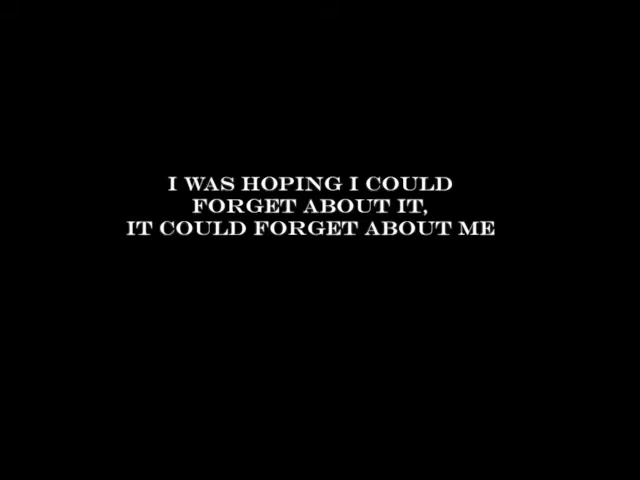 I WAS HOPING I COULD
FORGET ABOUT IT,
IT COULD FORGET ABOUT ME